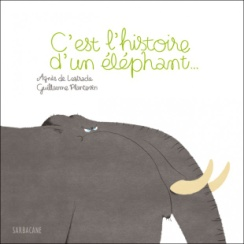 C'est l'histoire
d'un éléphant...
Agnès de Lestrade
Guillaume Plantevin
SARBACANE